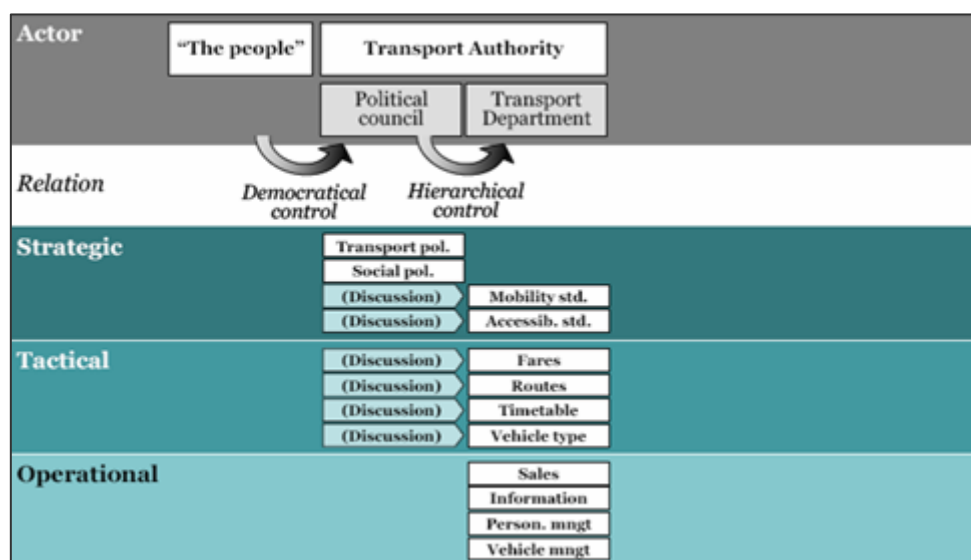 Actor
“The people”
Transport Authority
Political
council
Transport
Department
Relation
Democratical
control
Hierarchical
control
Strategic
Transport pol.
Social pol.
(Discussion)
Mobility std.
(Discussion)
Accessib. std.
Tactical
(Discussion)
Fares
(Discussion)
Routes
(Discussion)
Timetable
(Discussion)
Vehicle type
Operational
Sales
Information
Person. mngt
Vehicle mngt